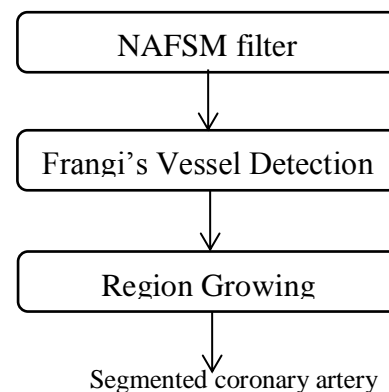 NAFSM filter
Frangi's Vessel Detection
Region Growing
Segmented coronary artery